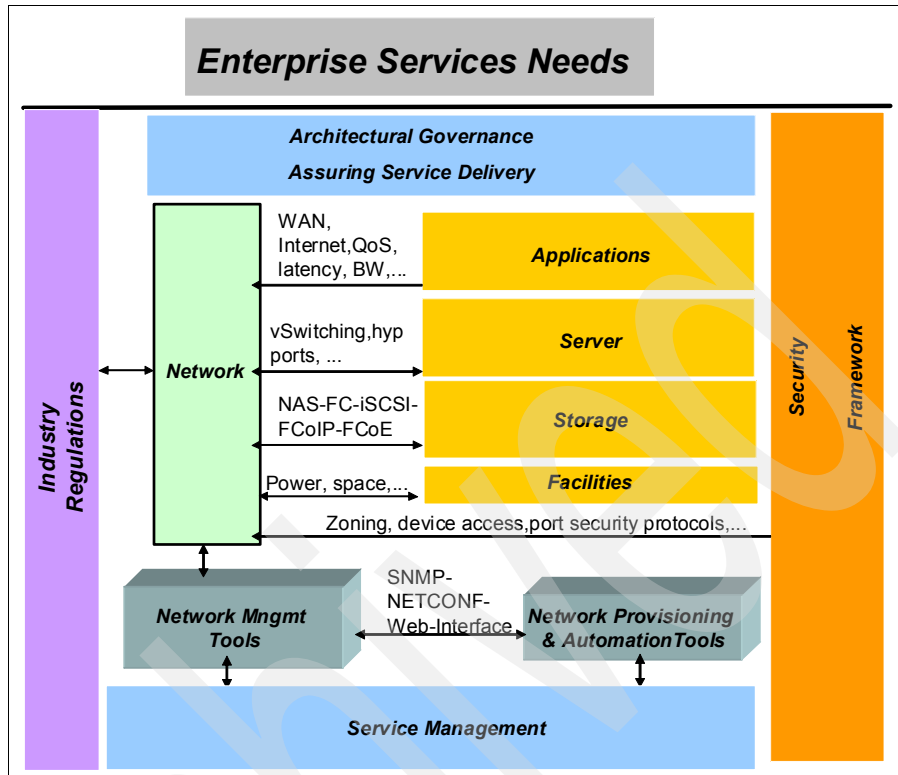 Enterprise Services Needs
Architectural Governance
Assuring Service Delivery
WAN,
Internet,QoS,
latency, BW,...
Applications
vSwitching,hyp
ports, ...
Server
Network
NAS-FC-iSCSI-
FCoIP-FCoE
Storage
Power, space,...
Facilities
Zoning, device access,port security protocols,...
Industry
Regulations
Security
Framework
Network Mngmt
Tools
SNMP-
NETCONF-
Web-Interface
Network Provisioning
& AutomationTools
Service Management
hived